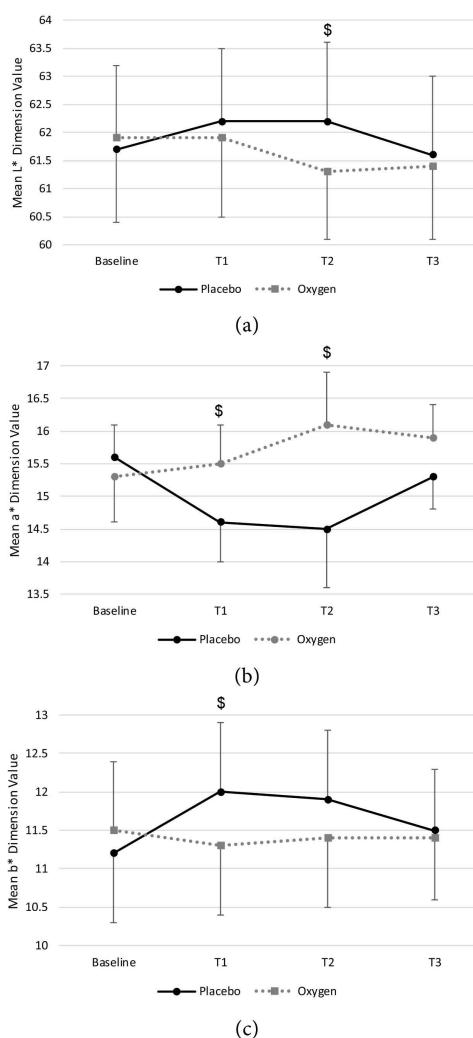 $
64
63.5
63
62.5
62
61.5
61
60.5
60
Mean L* Dimension Value
Baseline T1 T2 T3
Placebo Oxygen
(a)
$
$
17
16.5
16
15.5
15
14.5
14
13.5
Mean a* Dimension Value
Baseline T1 T2 T3
Placebo Oxygen
(b)
$
13
12.5
12
11.5
11
10.5
10
Mean b* Dimension Value
Baseline T1 T2 T3
Placebo Oxygen
(c)